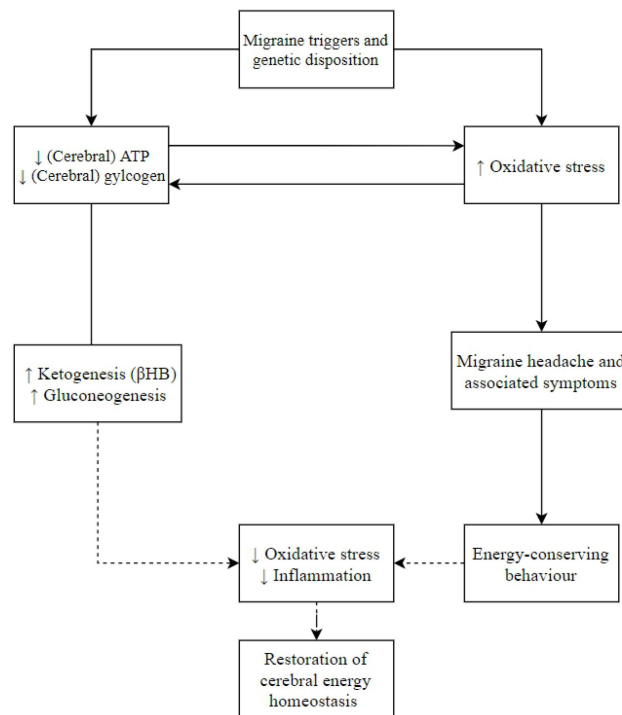 Migraine triggers and
genetic disposition
↓ (Cerebral) ATP
↓ (Cerebral) gylcogen
↑ Oxidative stress
↑ Ketogenesis (βHB)
↑ Gluconeogenesis
Migraine headache and
associated symptoms
↓ Oxidative stress
↓ Inflammation
Energy-conserving
behaviour
Restoration of
cerebral energy
homeostasis